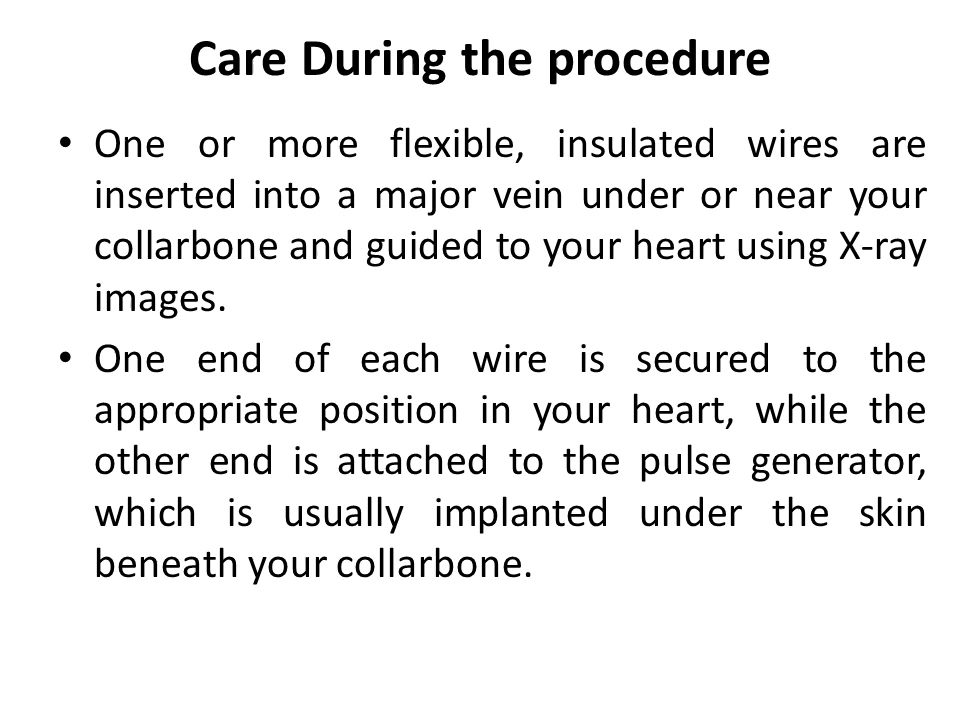 Care During the procedure
• One or more flexible, insulated wires are
inserted into a major vein under or near your
collarbone and guided to your heart using X-ray
images.
• One end of each wire is secured to the
appropriate position in your heart, while the
other end is attached to the pulse generator,
which is usually implanted under the skin
beneath your collarbone.